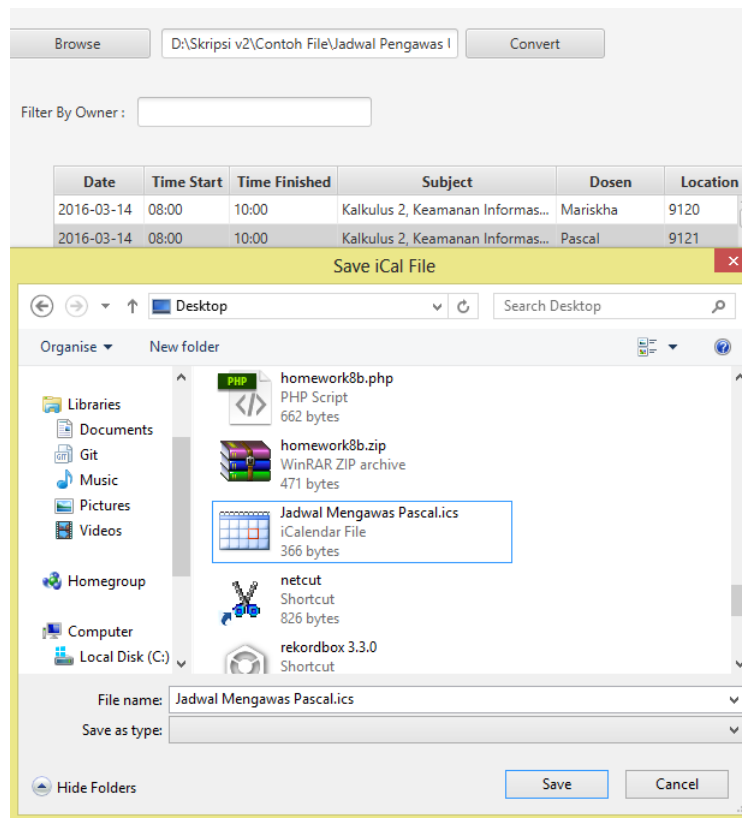 Browse D:\Skripsi v2\Contoh File\Jadwal Pengawas Convert
Filter By Owner :
Date Time Start Time Finished Subject Dosen Location
2016-03-14 08:00 10:00 Kalkulus 2, Keamanan Informas... Mariskha 9120
2016-03-14 08:00 10:00 Kalkulus 2, Keamanan Informas... Pascal 9121
Save iCal File
Desktop Search Desktop
Organise New folder
homework8b.php
PHP
PHP Script
662 bytes
Libraries
Documents
Git
Music
Pictures
Videos
Homegroup
Computer
Local Disk (C:)
homework8b.zip
WinRAR ZIP archive
471 bytes
Jadwal Mengawas Pascal.ics
iCalendar File
366 bytes
netcut
Shortcut
826 bytes
rekordbox 3.3.0
Shortcut
File name: Jadwal Mengawas Pascal.ics
Save as type:
Hide Folders Save Cancel